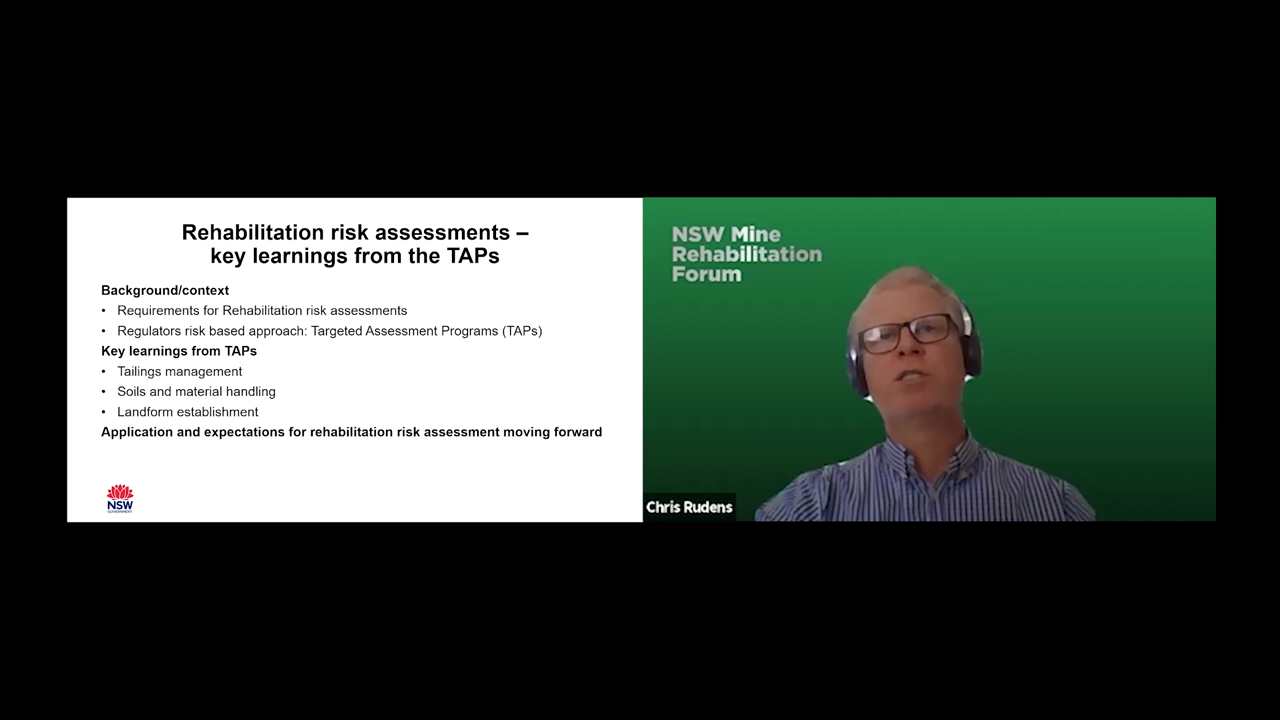 Rehabilitation risk assessments –
key learnings from the TAPs
Background/context
• Requirements for Rehabilitation risk assessments
• Regulators risk based approach: Targeted Assessment Programs (TAPs)
Key learnings from TAPs
• Tailings management
• Soils and material handling
• Landform establishment
Application and expectations for rehabilitation risk assessment moving forward
NSW
GOVERNMENT
NSW Mine
Rehabilitation
Forum
Chris Rudens